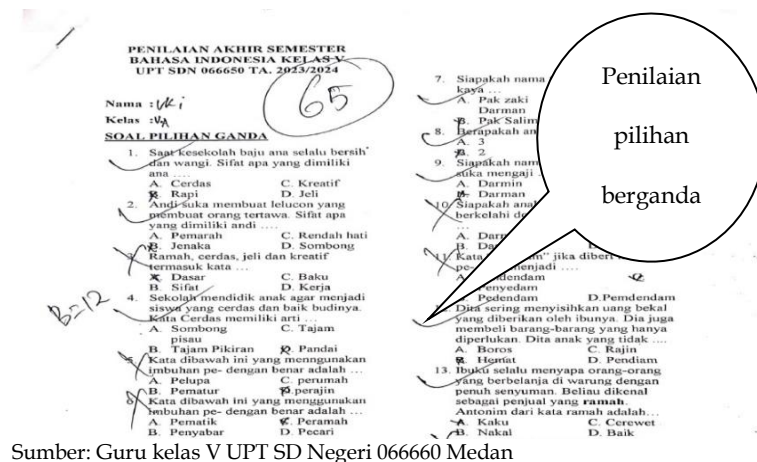 PENILAIAN AKHIR SEMESTER
BAHASA INDONESIA KELAS V
UPT SDN 066650 TA. 2023/2024
65
Nama : Uki
Kelas : VA
SOAL PILIHAN GANDA
1. Saat kesekolah baju ana selalu bersih
dan wangi. Sifat apa yang dimiliki
ana ....
A. Cerdas C. Kreatif
B. Rapi D. Jeli
2. Andi suka membuat lelucon yang
membuat orang tertawa. Sifat apa
yang dimiliki andi ....
A. Pemarah C. Rendah hati
B. Jenaka D. Sombong
3. Ramah, cerdas, jeli dan kreatif
termasuk kata ...
A. Dasar C. Baku
B. Sifat D. Kerja
B=12
4. Sekolah mendidik anak agar menjadi
siswa yang cerdas dan baik budinya.
Kata Cerdas memiliki arti ...
A. Sombong C. Tajam
pisau
B. Tajam Pikiran D. Pandai
5. Kata dibawah ini yang menngunakan
imbuhan pe- dengan benar adalah ...
A. Pelupa C. perumah
B. Pematur D. perajin
6. Kata dibawah ini yang menggunakan
imbuhan pe- dengan benar adalah ...
A. Pematik C. Peramah
B. Penyabar D. Pecari
7. Siapakah nama
kaya ...
A. Pak zaki
Darman
B. Pak Salim
8. Berapakah an
A. 3
B. 2
9. Siapakah nam
suka mengaji
A. Darmin
B. Darman
10. Siapakah anal
berkelahi de
...
A. Darm
B. Da
11. Kata "m" jika diberi
pe- menjadi ....
A. Pendendam
B. Penyedam
C. Pedendam D.Pemdendam
12. Dita sering menyisihkan uang bekal
yang diberikan oleh ibunya. Dia juga
membeli barang-barang yang hanya
diperlukan. Dita anak yang tidak ....
A. Boros C. Rajin
B. Hemat D. Pendiam
13. Ibuku selalu menyapa orang-orang
yang berbelanja di warung dengan
penuh senyuman. Beliau dikenal
sebagai penjual yang ramah.
Antonim dari kata ramah adalah...
A. Kaku C. Cerewet
B. Nakal D. Baik
Penilaian
pilihan
berganda
Sumber: Guru kelas V UPT SD Negeri 066660 Medan